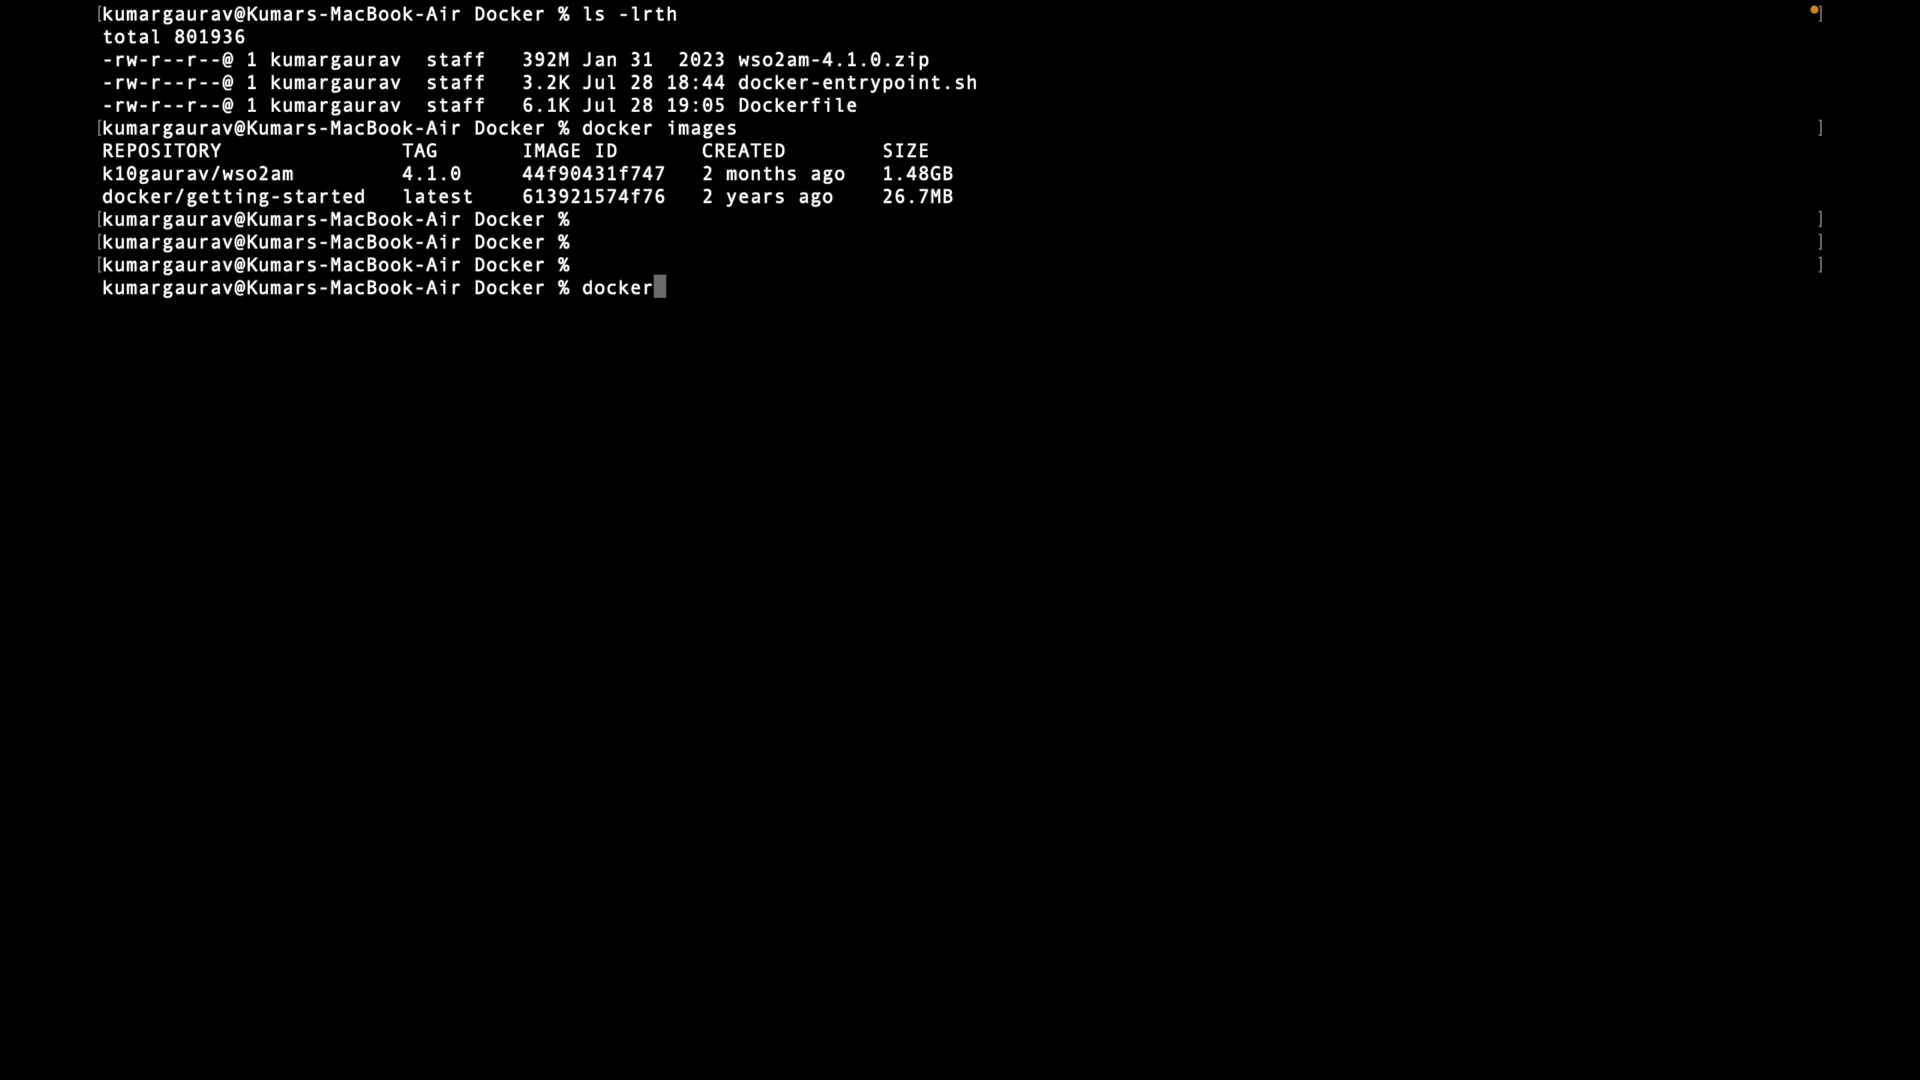 [kumargaurav@Kumars-MacBook-Air Docker % ls -lrth ]
total 801936
-rw-r--r--@ 1 kumargaurav  staff   392M Jan 31  2023 wso2am-4.1.0.zip
-rw-r--r--@ 1 kumargaurav  staff   3.2K Jul 28 18:44 docker-entrypoint.sh
-rw-r--r--@ 1 kumargaurav  staff   6.1K Jul 28 19:05 Dockerfile
[kumargaurav@Kumars-MacBook-Air Docker % docker images ]
REPOSITORY               TAG       IMAGE ID       CREATED        SIZE
k10gaurav/wso2am         4.1.0     44f90431f747   2 months ago   1.48GB
docker/getting-started   latest    613921574f76   2 years ago    26.7MB
[kumargaurav@Kumars-MacBook-Air Docker % ]
[kumargaurav@Kumars-MacBook-Air Docker % ]
[kumargaurav@Kumars-MacBook-Air Docker % ]
kumargaurav@Kumars-MacBook-Air Docker % docker